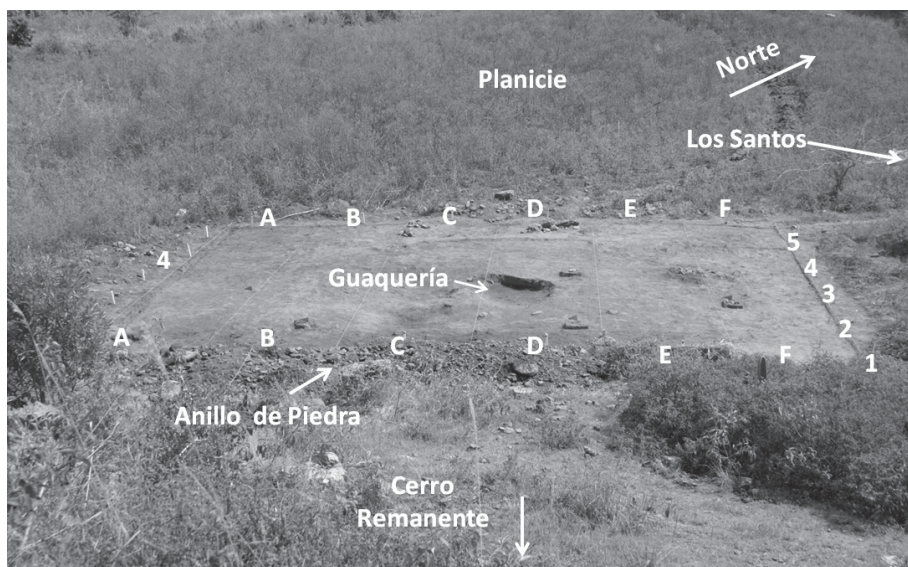 Norte
Planicie
Los Santos
A B C D E F
5
4
4
Guaquería
3
2
A B C D E F 1
Anillo de Piedra
Cerro
Remanente